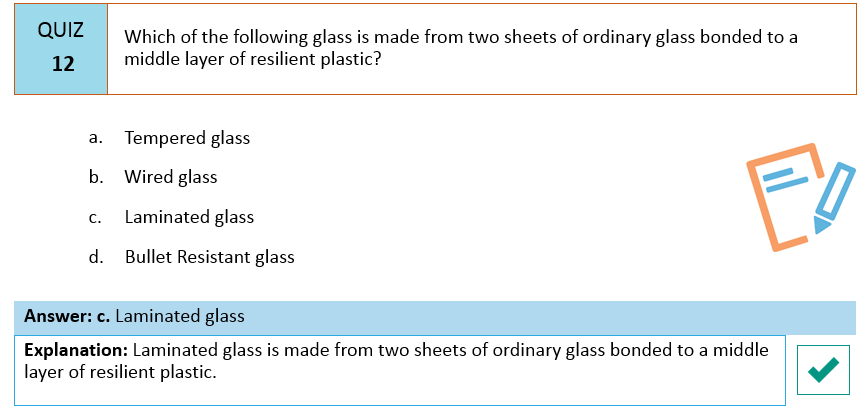 QUIZ
12
Which of the following glass is made from two sheets of ordinary glass bonded to a
middle layer of resilient plastic?
a. Tempered glass
b. Wired glass
c. Laminated glass
d. Bullet Resistant glass
Answer: c. Laminated glass
Explanation: Laminated glass is made from two sheets of ordinary glass bonded to a middle
layer of resilient plastic.